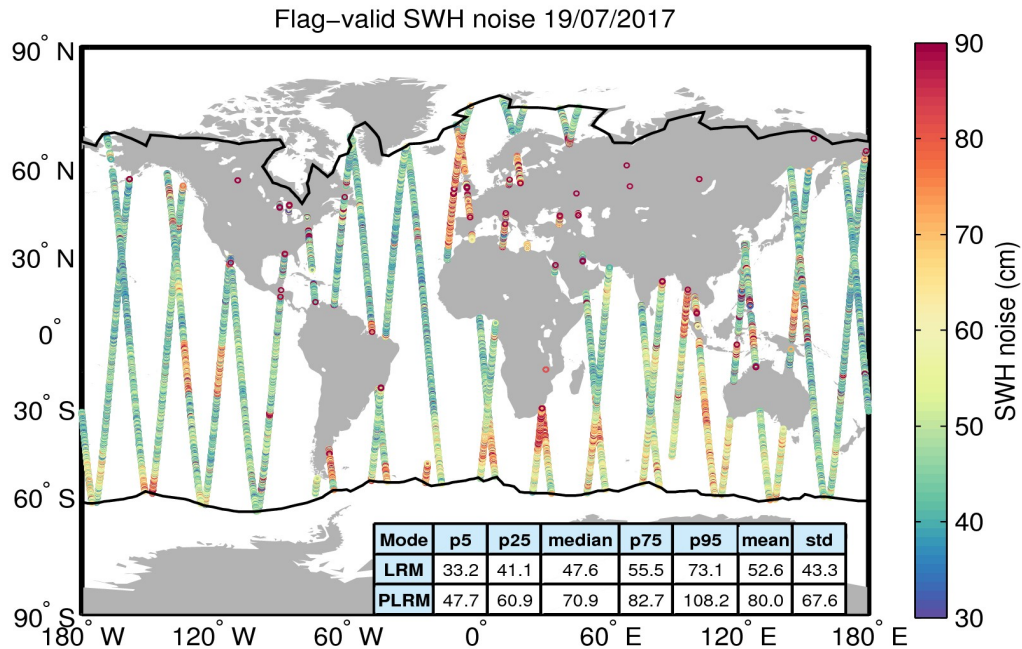 Flag-valid SWH noise 19/07/2017
90° N
60° N
30° N
0°
30° S
60° S
90° S
180° W 120° W 60° W 0° 60° E 120° E 180° E
Mode p5 p25 median p75 p95 mean std
LRM 33.2 41.1 47.6 55.5 73.1 52.6 43.3
PLRM 47.7 60.9 70.9 82.7 108.2 80.0 67.6
90
80
70
60
50
40
30
SWH noise (cm)